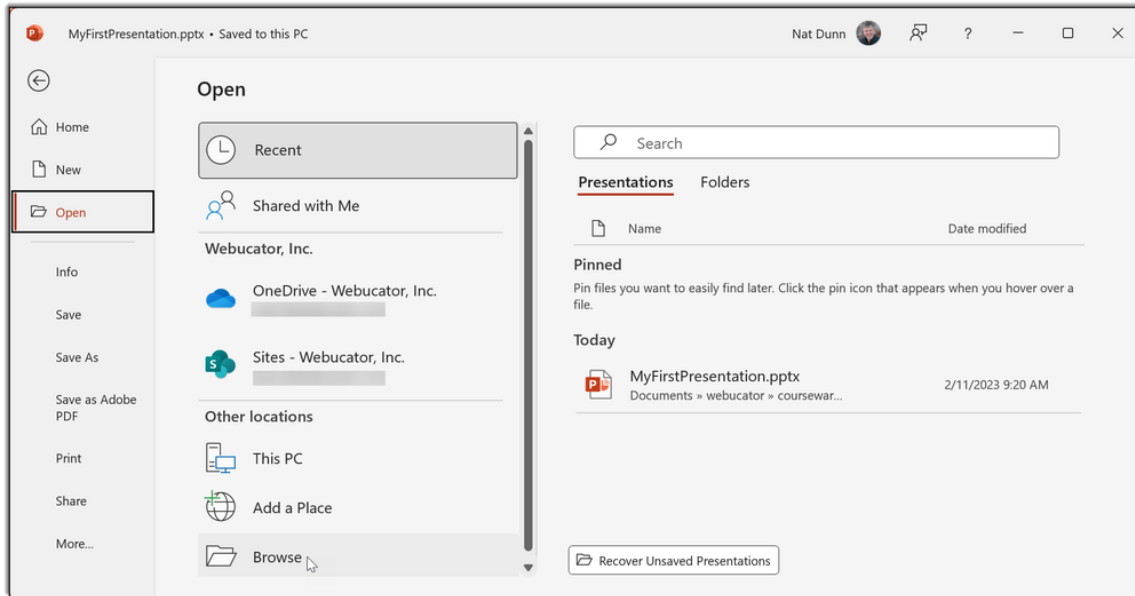 MyFirstPresentation.pptx • Saved to this PC
Nat Dunn
?
Home
New
Open
Info
Save
Save As
Save as Adobe
PDF
Print
Share
More...
Open
Recent
Shared with Me
Webucator, Inc.
OneDrive - Webucator, Inc.
Sites - Webucator, Inc.
Other locations
This PC
Add a Place
Browse
Search
Presentations Folders
Name Date modified
Pinned
Pin files you want to easily find later. Click the pin icon that appears when you hover over a
file.
Today
MyFirstPresentation.pptx
Documents » webucator » coursewar...
2/11/2023 9:20 AM
Recover Unsaved Presentations